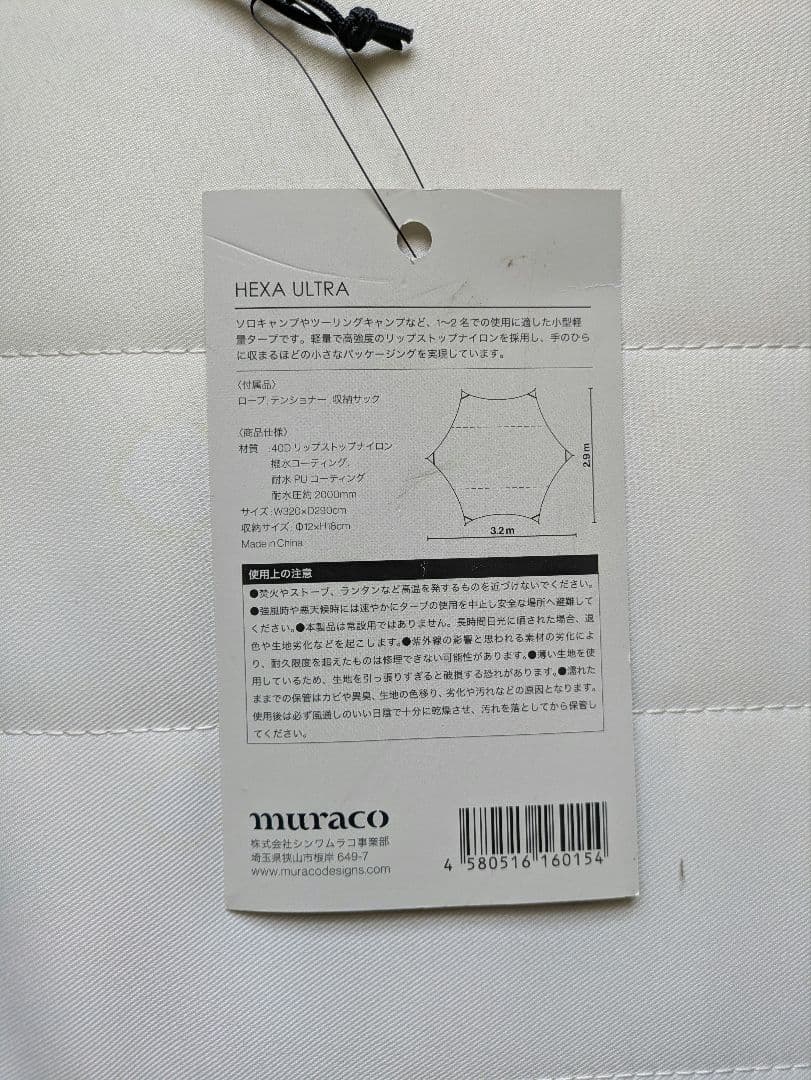 HEXA ULTRA
ソロキャンプやツーリングキャンプなど、1〜2名での使用に適した小型軽
量タープです。軽量で高強度のリップストップナイロンを採用し、手のひら
に収まるほどの小さなパッケージングを実現しています。
〈付属品〉
ロープ,テンショナー,収納サック
〈商品仕様〉
材質 :40Dリップストップナイロン
撥水コーティング,
耐水PUコーティング
耐水圧約2000mm
サイズ:W320×D290cm
収納サイズ:Φ12×H18cm
Made in China
2.9m
3.2m
使用上の注意
●焚火やストーブ、ランタンなど高温を発するものを近づけないでください。
●強風時や悪天候時には速やかにタープの使用を中止し安全な場所へ避難して
ください。●本製品は常設用ではありません。長時間日光に晒された場合、退
色や生地劣化などを起こします。●紫外線の影響と思われる素材の劣化によ
り、耐久限度を超えたものは修理できない可能性があります。●薄い生地を使
用しているため、生地を引っ張りすぎると破損する恐れがあります。●濡れた
ままでの保管はカビや異臭、生地の色移り、劣化や汚れなどの原因となります。
使用後は必ず風通しのいい日陰で十分に乾燥させ、汚れを落としてから保管し
てください。
muraco
株式会社シンワムラコ事業部
埼玉県狭山市根岸 649-7
www.muracodesigns.com
4 580516 160154